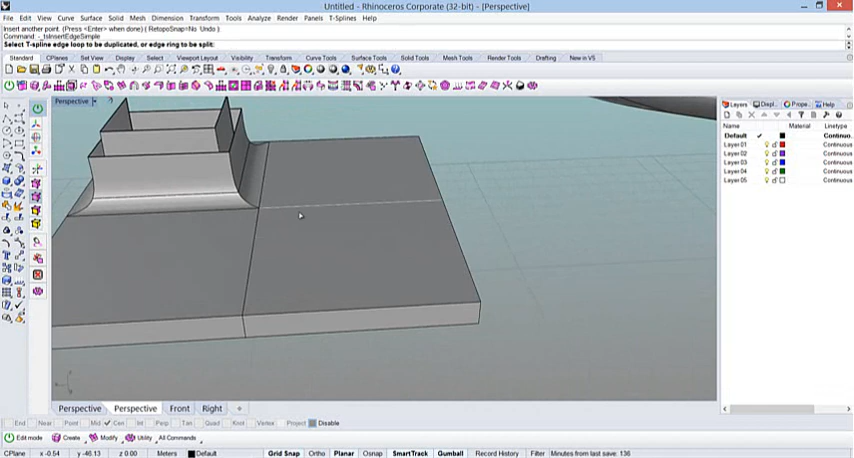 Untitled - Rhinoceros Corporate (32-bit) - [Perspective]
File Edit View Curve Surface Solid Mesh Dimension Transform Tools Analyze Render Panels T-Splines Help
Insert another point. (Press <Enter> when done) ( RetopoSnap=No Undo ):
Command: -_tsInsertEdgeSimple
Select T-spline edge loop to be duplicated, or edge ring to be split:
Standard CPlanes Set View Display Select Viewport Layout Visibility Transform Curve Tools Surface Tools Solid Tools Mesh Tools Render Tools Drafting New in V5
Perspective
Layers Displ... Prope... Help
Name Material Linetype
Default Continuo...
Layer 01 Continuous
Layer 02 Continuous
Layer 03 Continuous
Layer 04 Continuous
Layer 05 Continuous
Perspective Perspective Front Right
End Near Point Mid Cen Int Perp Tan Quad Knot Vertex Project Disable
Edit mode Create Modify Utility All Commands
CPlane x -0.54 y -46.13 z 0.00 Meters Default Grid Snap Ortho Planar Osnap SmartTrack Gumball Record History Filter Minutes from last save: 136